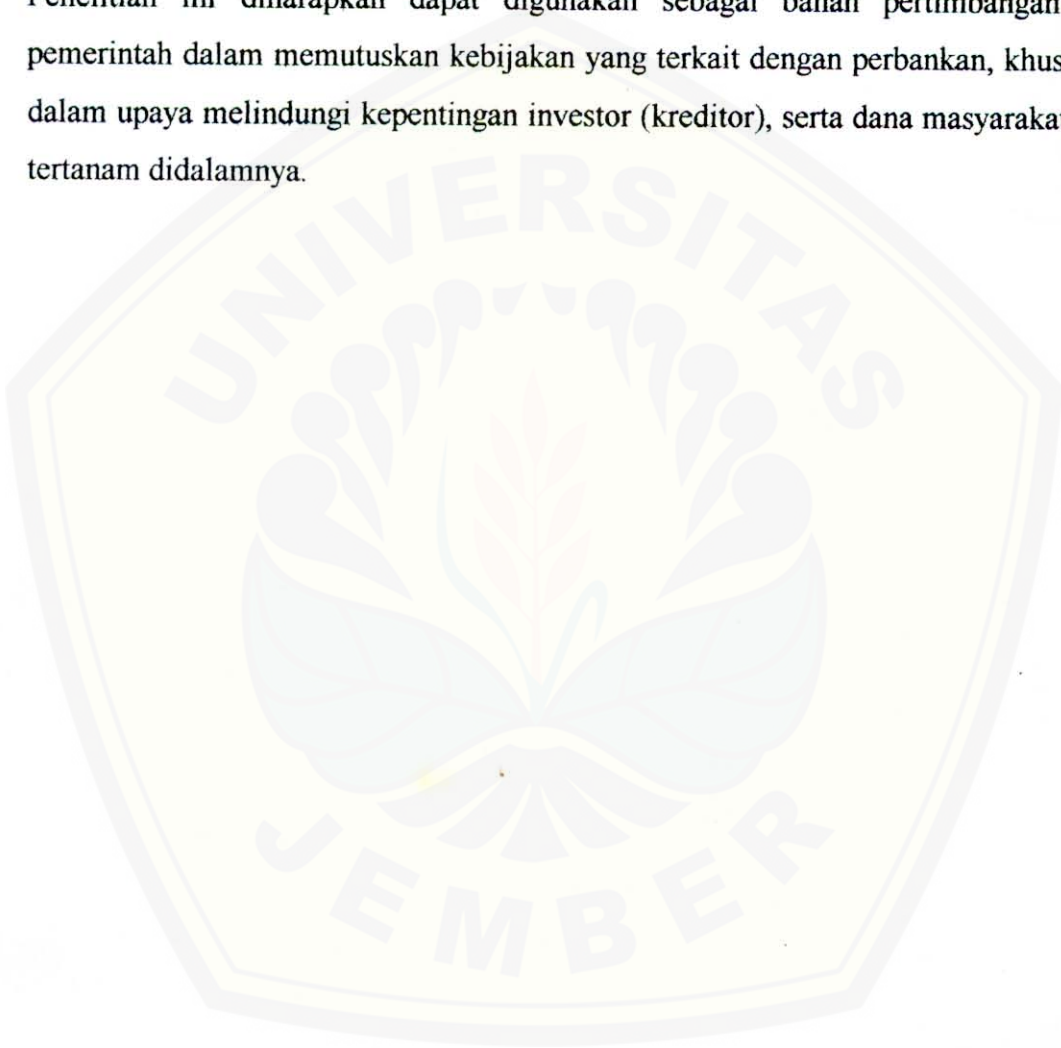 Penelitian ini diharapkan dapat digunakan sebagai bahan pertimbangan
pemerintah dalam memutuskan kebijakan yang terkait dengan perbankan, khus
dalam upaya melindungi kepentingan investor (kreditor), serta dana masyaraka
tertanam didalamnya.
UNIVERSITAS
JEMBER